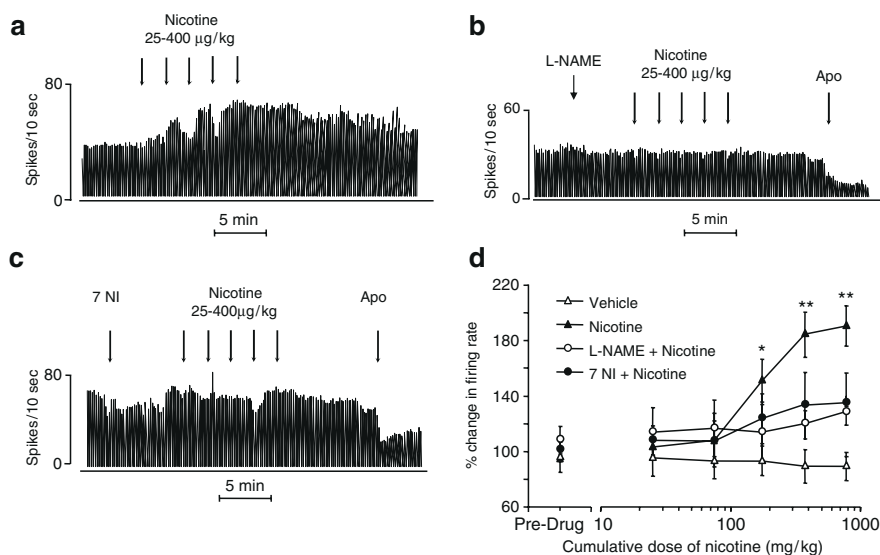 a
Nicotine
25-400 µg/kg
80
0
Spikes/10 sec
5 min
b
L-NAME
Nicotine
25-400 µg/kg
Apo
60
0
Spikes/10 sec
5 min
c
7 NI
Nicotine
25-400µg/kg
Apo
80
0
Spikes/10 sec
5 min
d
220
180
140
100
60
% change in firing rate
Vehicle
Nicotine
L-NAME + Nicotine
7 NI + Nicotine
*
**
**
Pre-Drug
10
100
1000
Cumulative dose of nicotine (mg/kg)